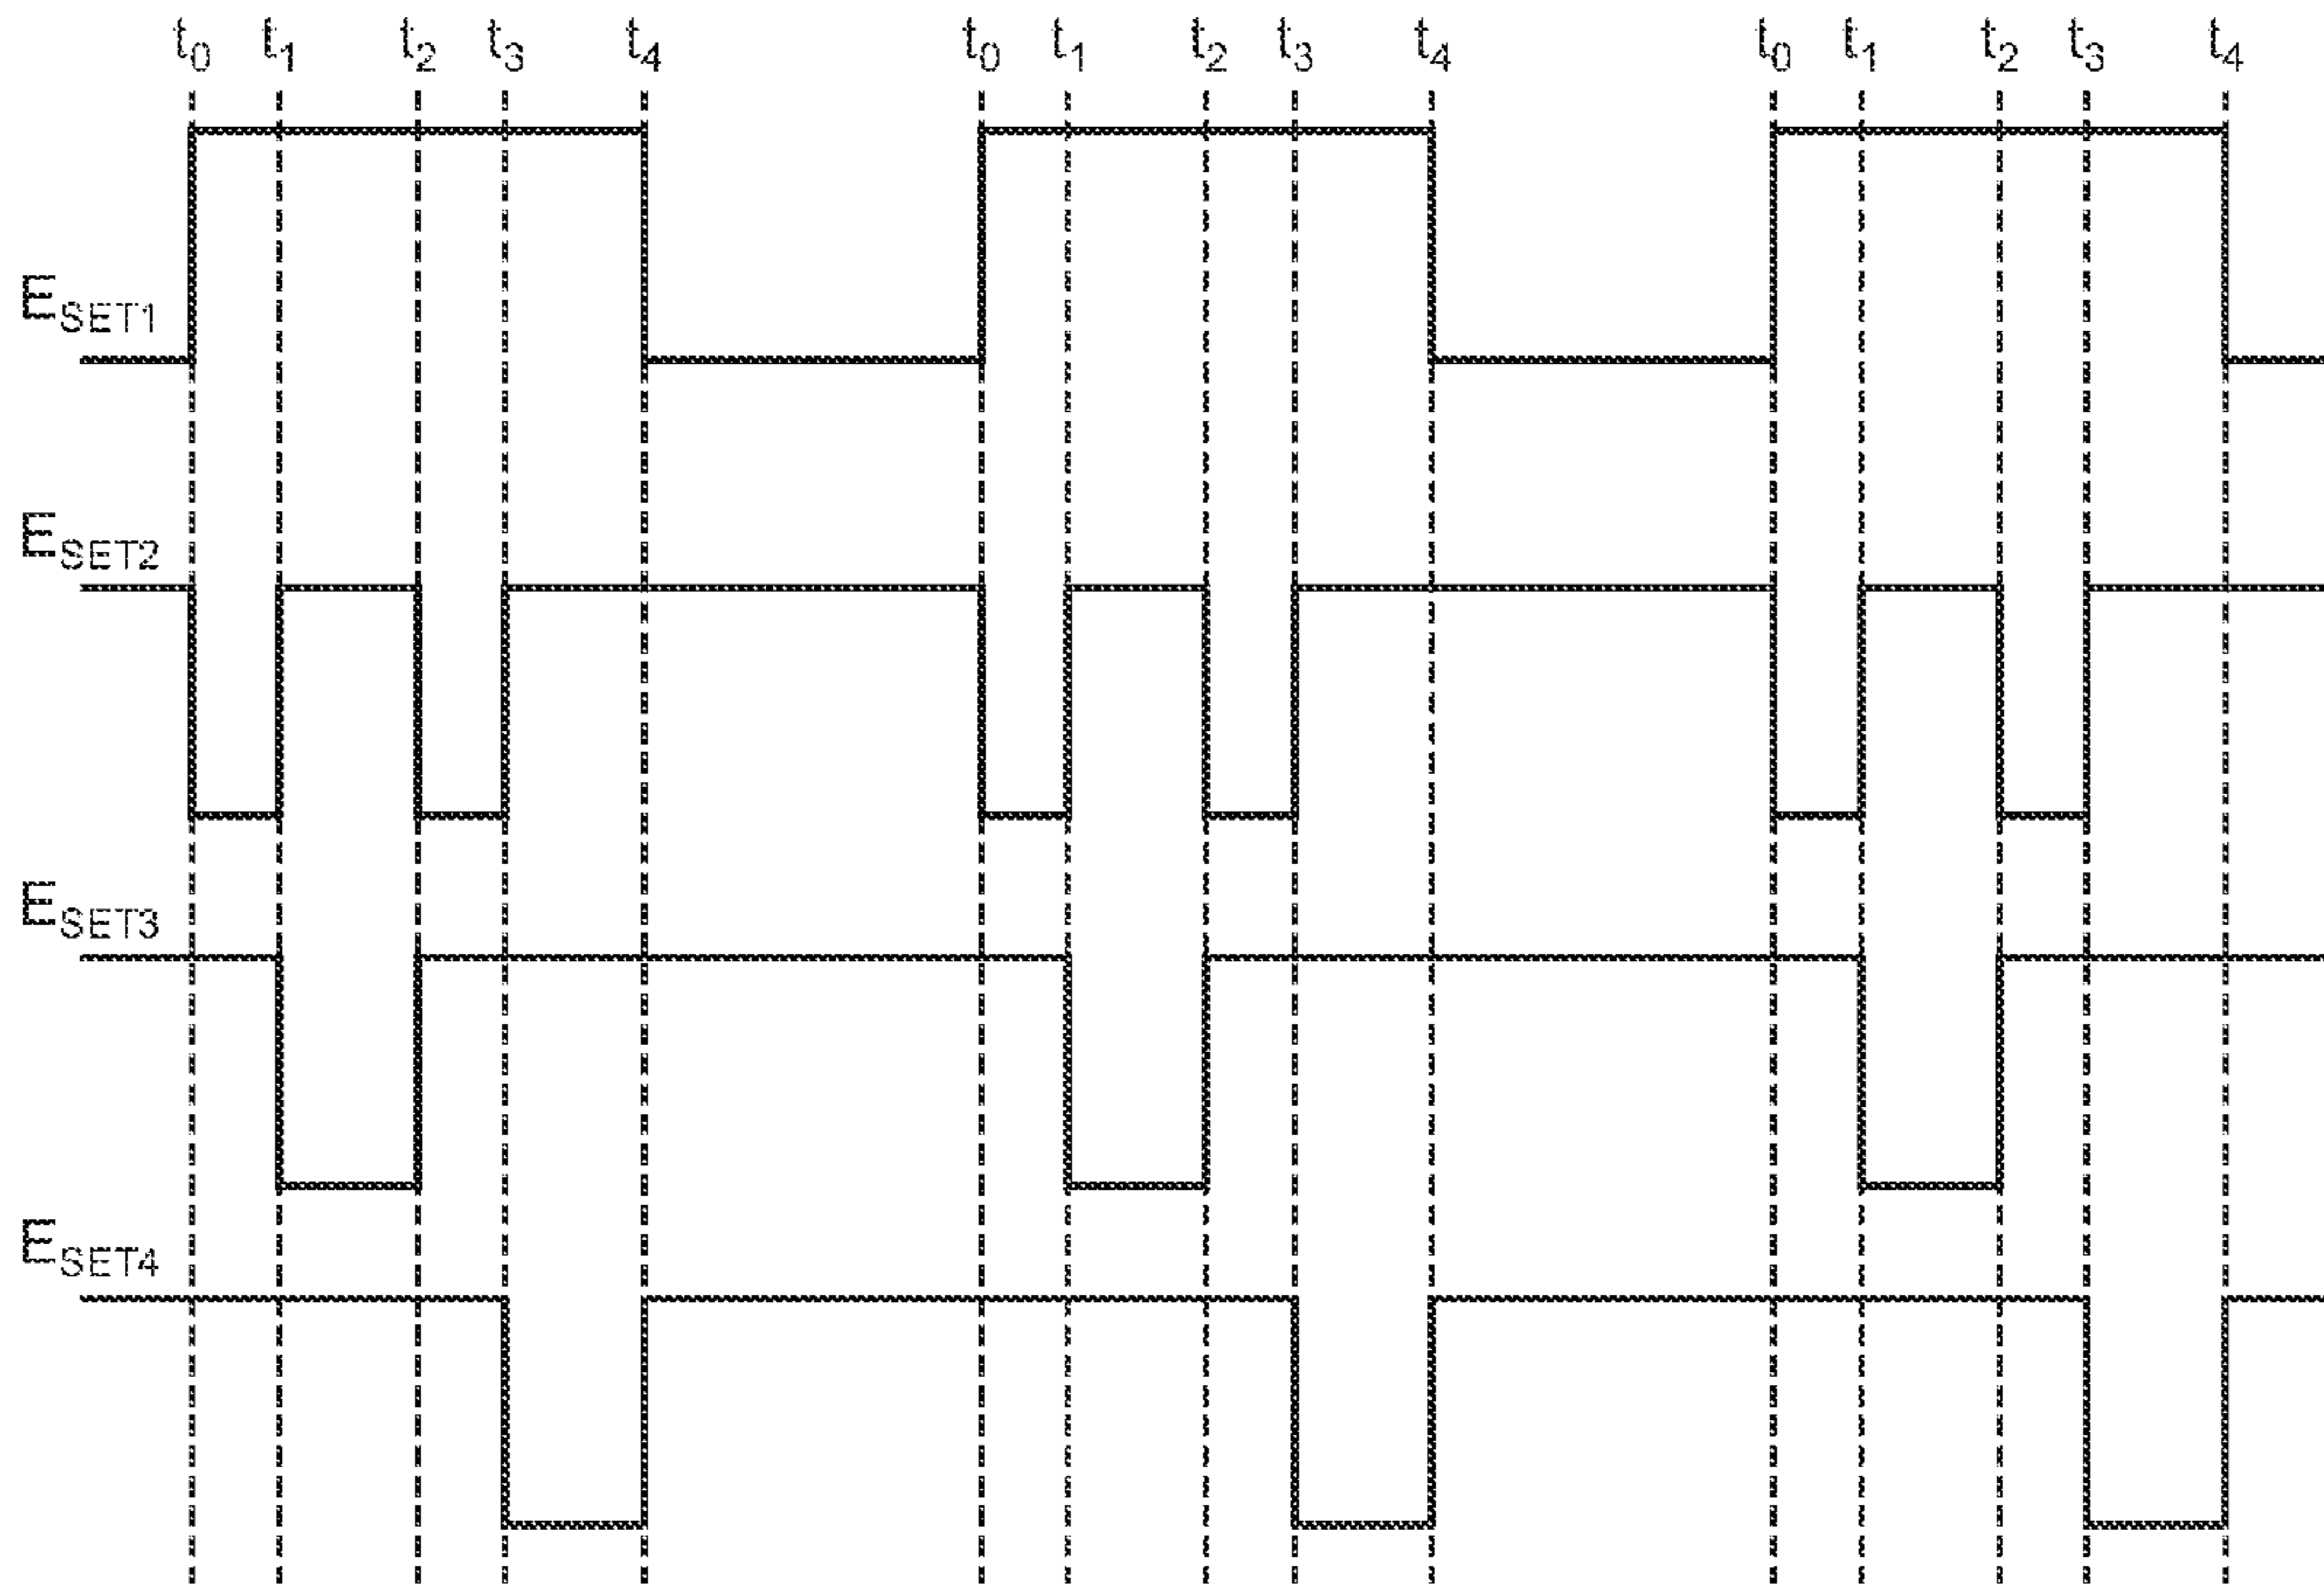 t0 t1 t2 t3 t4 t0 t1 t2 t3 t4 t0 t1 t2 t3 t4
ESET1
ESET2
ESET3
ESET4